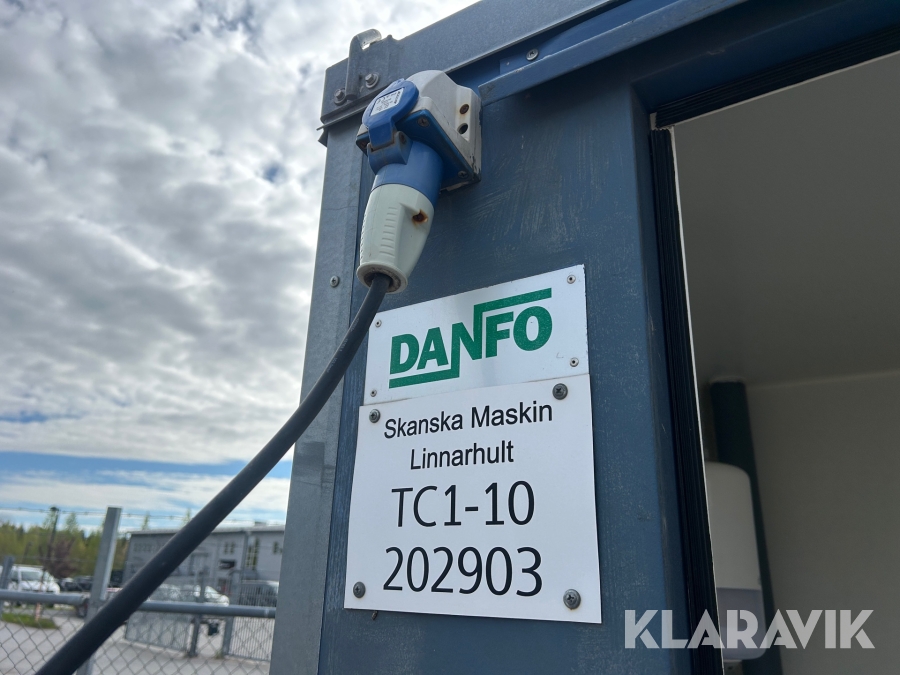 DANFO
Skanska Maskin
Linnarhult
TC1-10
202903
KLARAVIK